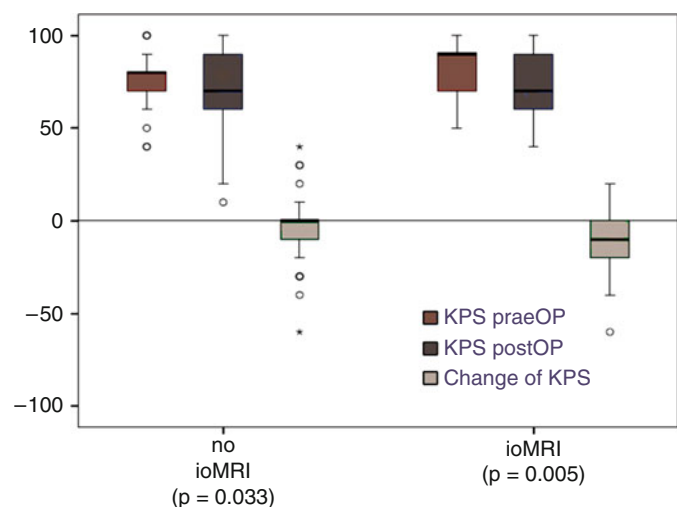 100
50
0
−50
−100
KPS praeOP
KPS postOP
Change of KPS
no
ioMRI
(p = 0.033)
ioMRI
(p = 0.005)